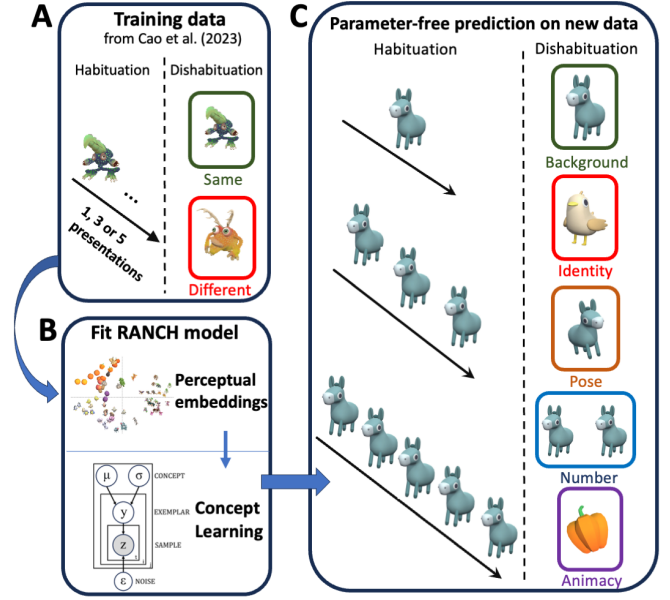 A
Training data
from Cao et al. (2023)
Habituation
Dishabituation
Same
...
1, 3 or 5
presentations
Different
B
Fit RANCH model
Perceptual
embeddings
μ
σ
CONCEPT
y
EXEMPLAR
Concept
Learning
z
SAMPLE
ε
NOISE
C
Parameter-free prediction on new data
Habituation
Dishabituation
Background
Identity
Pose
Number
Animacy